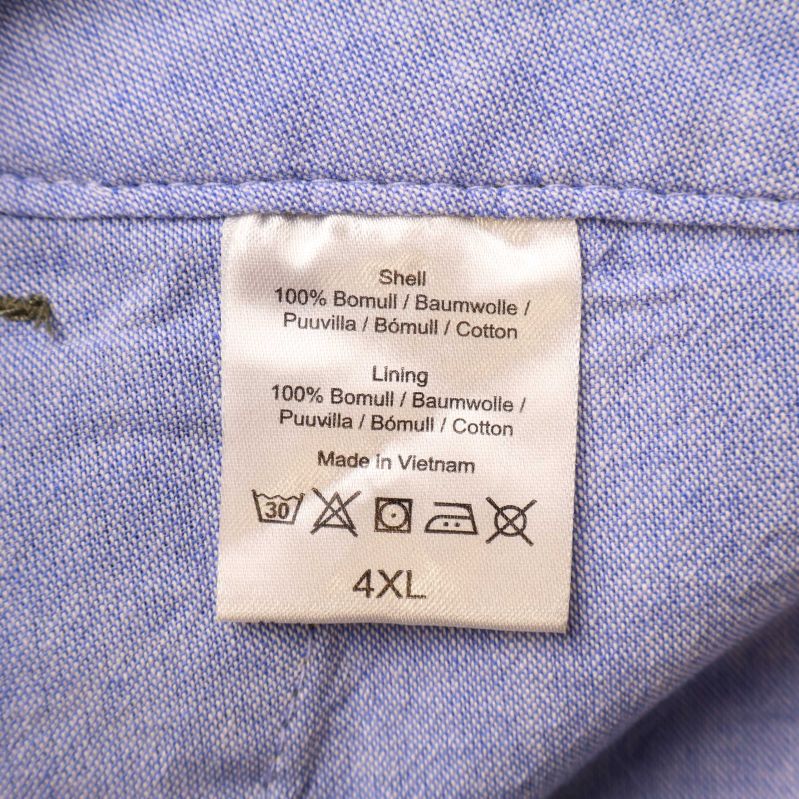 Shell
100% Bomull / Baumwolle /
Puuvilla / Bómull / Cotton
Lining
100% Bomull / Baumwolle /
Puuvilla / Bómull / Cotton
Made in Vietnam
30
4XL